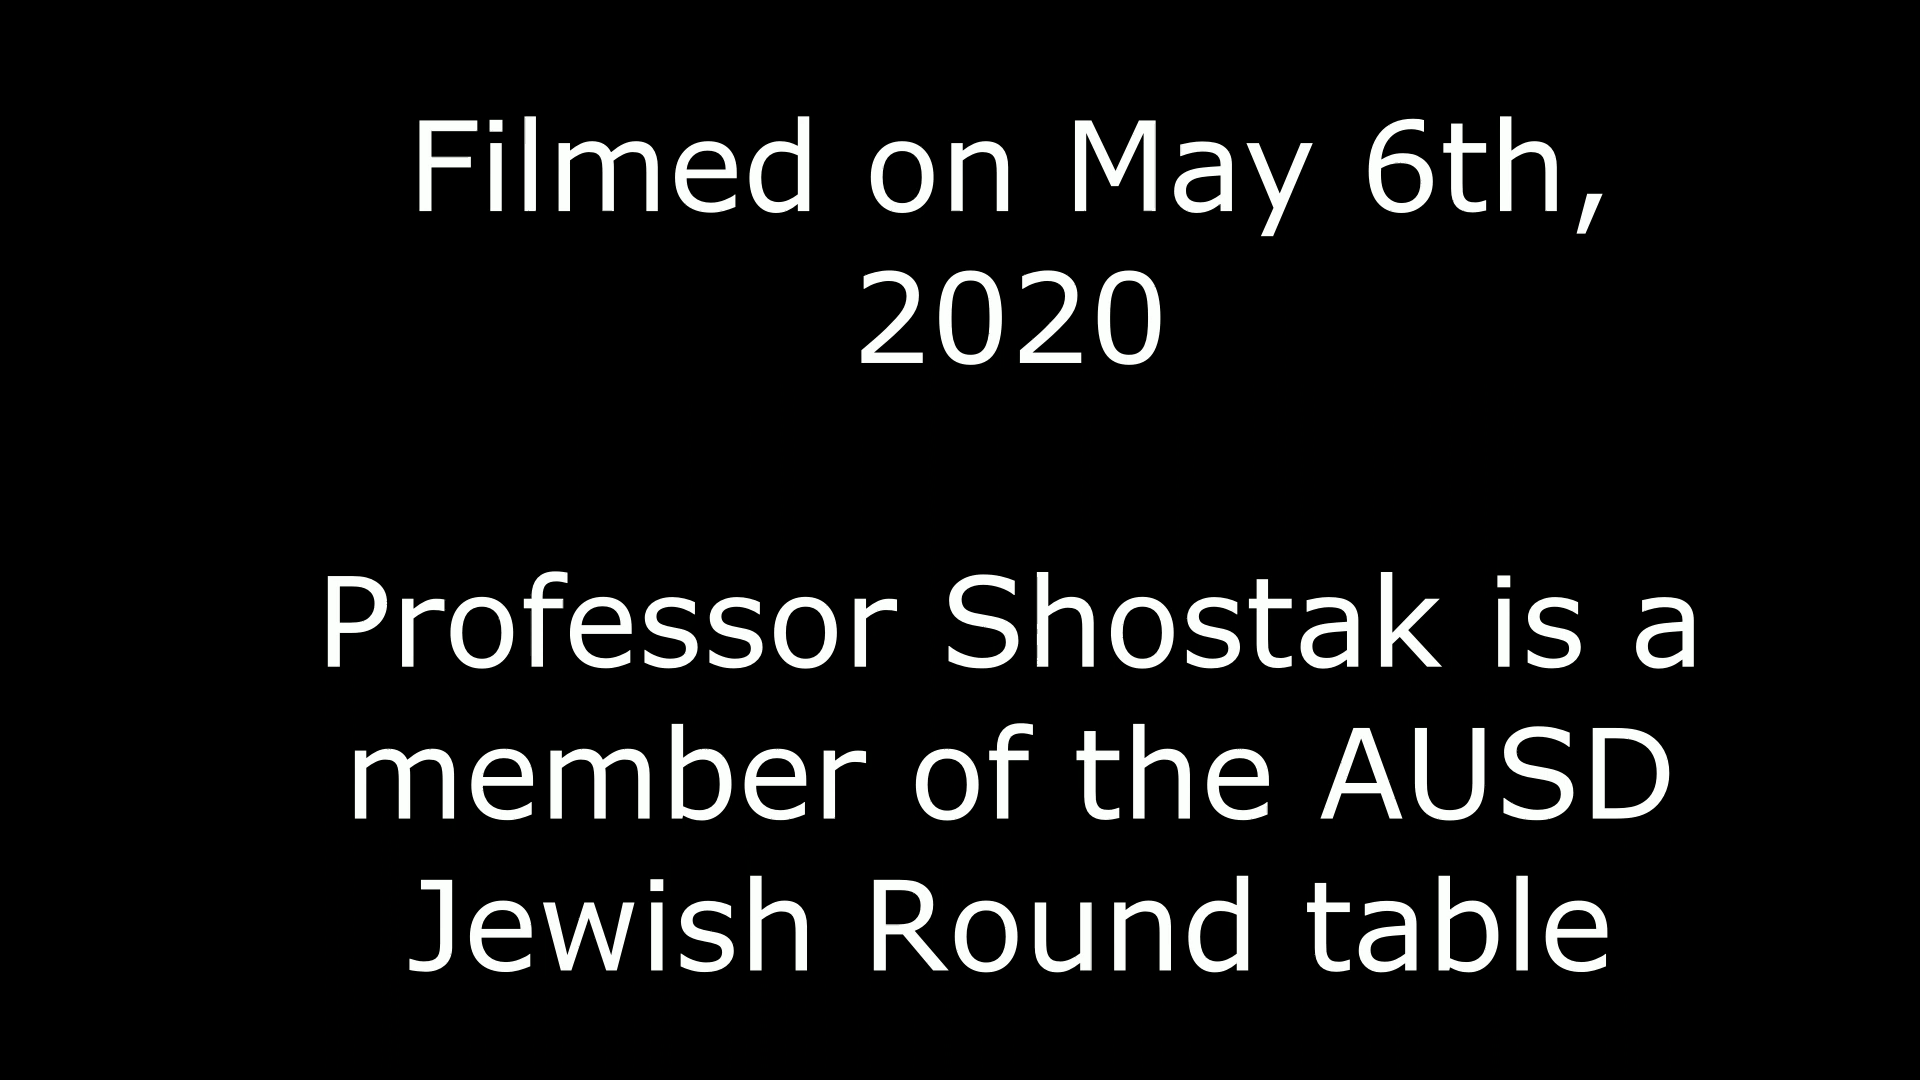 Filmed on May 6th,
2020
Professor Shostak is a
member of the AUSD
Jewish Round table